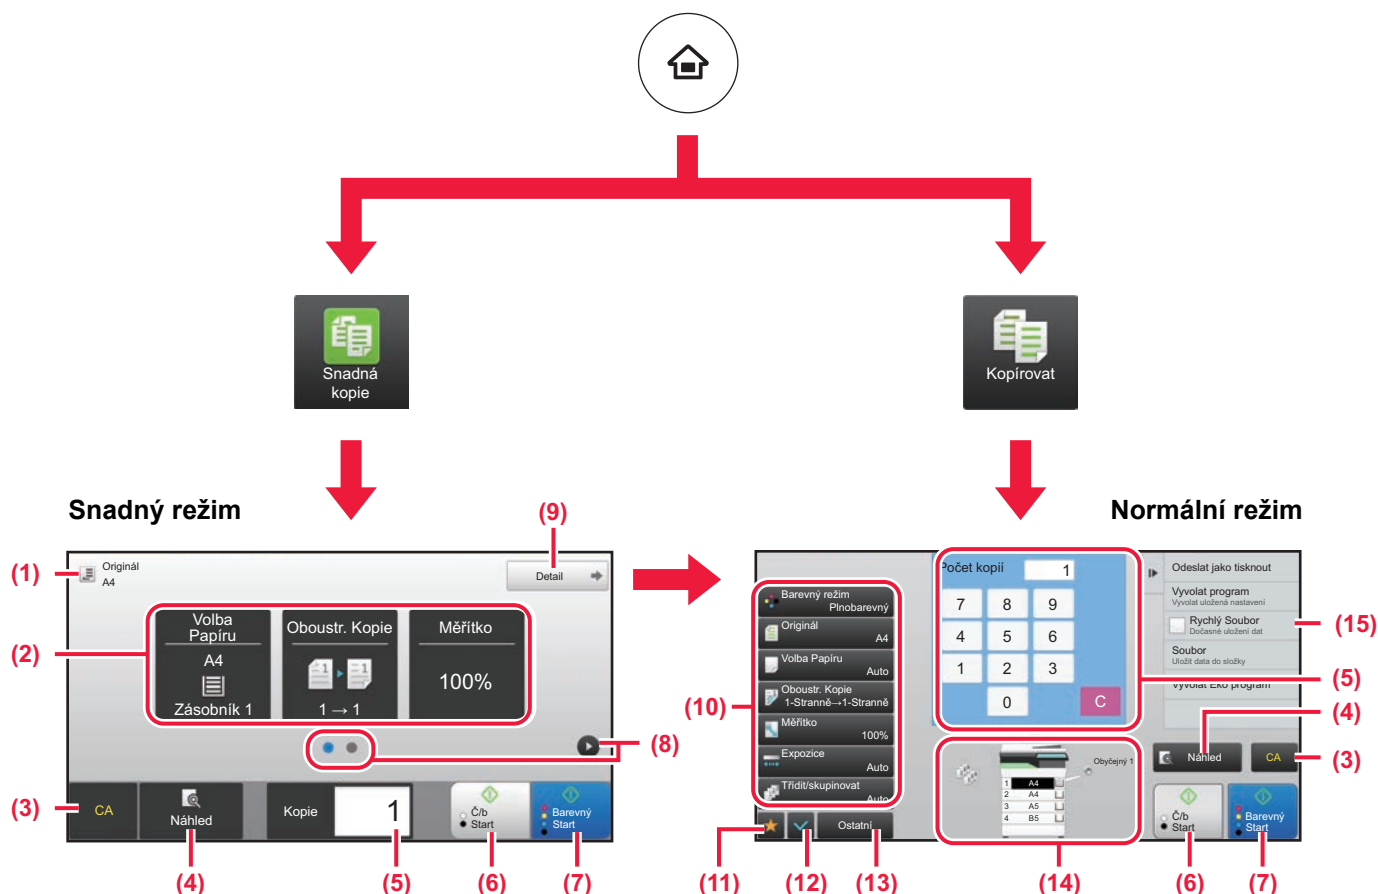 Snadná
kopie
Kopírovat
Snadný režim
Normální režim
(9)
(1)
Originál
A4
Detail
(2)
Volba
Papíru
A4
Zásobník 1
Oboustr. Kopie
1
1
1 → 1
Měřítko
100%
(8)
(3)
CA
Náhled
Kopie
1
Č/b
Start
Barevný
Start
(4)
(5)
(6)
(7)
(10)
Barevný režim
Plnobarevný
Originál
A4
Volba Papíru
Auto
Oboustr. Kopie
1-Stranně→1-Stranně
Měřítko
100%
Expozice
Auto
Třídit/skupinovat
Auto
Ostatní
(11)
(12)
(13)
Počet kopií
1
7 8 9
4 5 6
1 2 3
0 C
Obyčejný 1
1 A4
2 A4
3 A5
4 B5
(14)
Odeslat jako tisknout
Vyvolat program
Vyvolat uložená nastavení
Rychlý Soubor
Dočasné uložení dat
Soubor
Uložit data do složky
Vyvolat Eko program
(15)
(5)
(4)
Náhled
CA
(3)
Č/b
Start
Barevný
Start
(6)
(7)